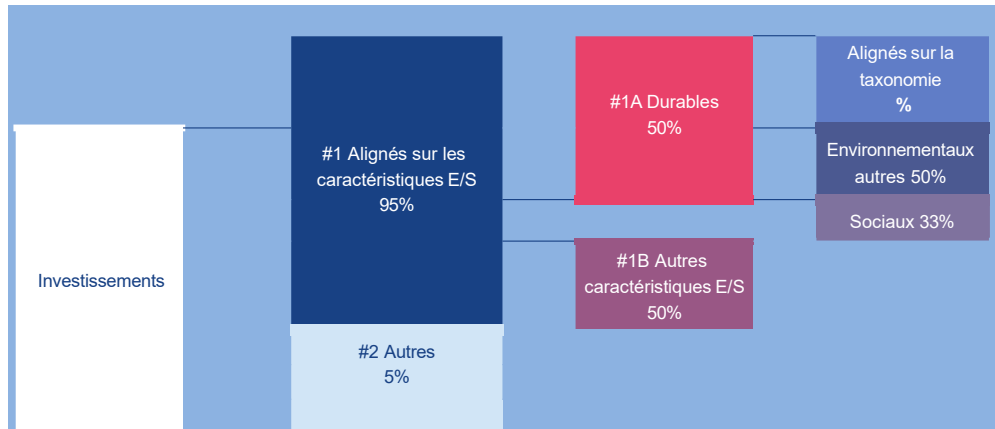 Investissements
#1 Alignés sur les
caractéristiques E/S
95%
#2 Autres
5%
#1A Durables
50%
#1B Autres
caractéristiques E/S
50%
Alignés sur la
taxonomie
%
Environnementaux
autres 50%
Sociaux 33%